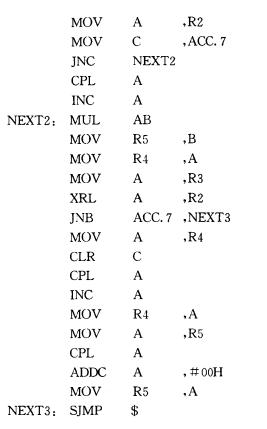 MOV A ,R2
MOV C ,ACC.7
JNC NEXT2
CPL A
INC A
NEXT2: MUL AB
MOV R5 ,B
MOV R4 ,A
MOV A ,R3
XRL A ,R2
JNB ACC.7 ,NEXT3
MOV A ,R4
CLR C
CPL A
INC A
MOV R4 ,A
MOV A ,R5
CPL A
ADDC A ,#00H
MOV R5 ,A
NEXT3: SJMP $